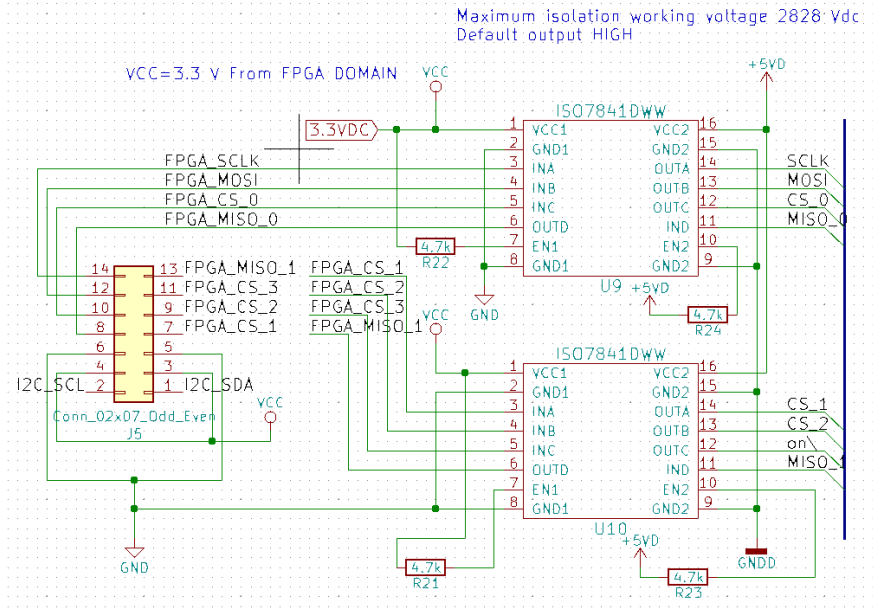 Maximum isolation working voltage 2828 Vdc
Default output HIGH
VCC=3.3 V From FPGA DOMAIN
VCC
+5VD
3.3VDC
ISO7841DWW
1 VCC1 VCC2 16
2 GND1 GND2 15
3 INA OUTA 14
4 INB OUTB 13
5 INC OUTC 12
6 OUTD IND 11
7 EN1 EN2 10
8 GND1 GND2 9
U9
FPGA_SCLK
FPGA_MOSI
FPGA_CS_0
FPGA_MISO_0
SCLK
MOSI
CS_0
MISO_0
4.7k
R22
GND
+5VD
4.7k
R24
14 13 FPGA_MISO_1
12 11 FPGA_CS_3
10 9 FPGA_CS_2
8 7 FPGA_CS_1
6 5
4 3
I2C_SCL 2 1 I2C_SDA
Conn_02x07_Odd_Even
J5
VCC
GND
FPGA_CS_1
FPGA_CS_2
FPGA_CS_3
FPGA_MISO_1
VCC
ISO7841DWW
1 VCC1 VCC2 16
2 GND1 GND2 15
3 INA OUTA 14
4 INB OUTB 13
5 INC OUTC 12
6 OUTD IND 11
7 EN1 EN2 10
8 GND1 GND2 9
U10
CS_1
CS_2
on\
MISO_1
4.7k
R21
+5VD
4.7k
R23
GNDD